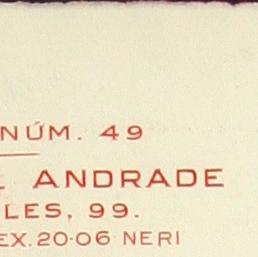 NÚM. 49
ANDRADE
LES, 99.
EX. 20-06 NERI